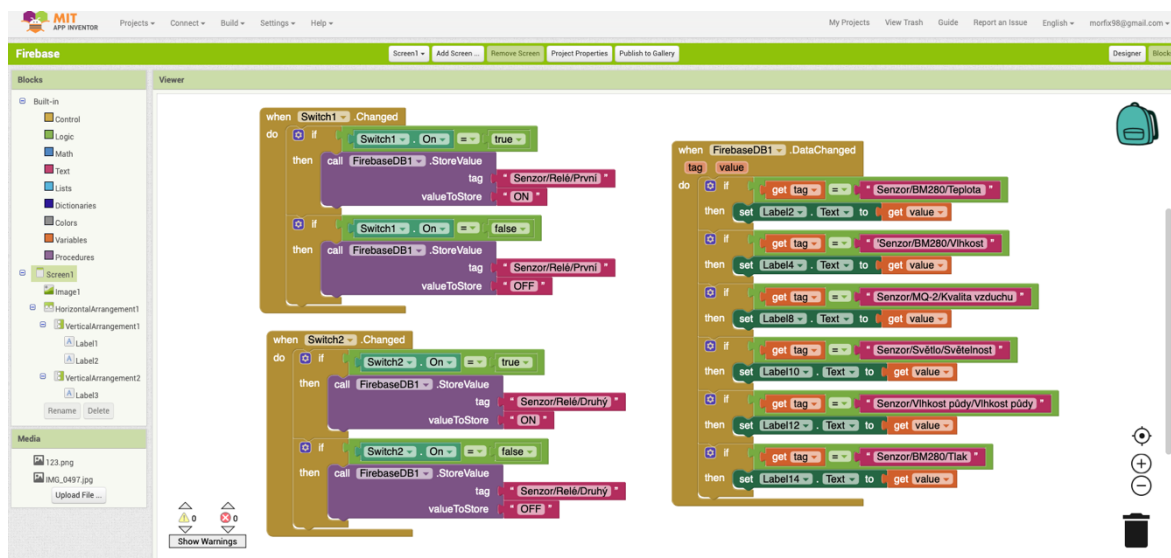 MIT
APP INVENTOR
Projects Connect Build Settings Help
My Projects View Trash Guide Report an Issue English morfix98@gmail.com
Firebase
Screen1 Add Screen ... Remove Screen Project Properties Publish to Gallery
Designer Block
Blocks
Built-in
Control
Logic
Math
Text
Lists
Dictionaries
Colors
Variables
Procedures
Screen1
Image1
HorizontalArrangement1
VerticalArrangement1
Label1
Label2
VerticalArrangement2
Label3
Rename Delete
Media
123.png
IMG_0497.jpg
Upload File ...
Viewer
when Switch1 .Changed
do if Switch1 . On = true
then call FirebaseDB1 .StoreValue
tag " Senzor/Relé/První "
valueToStore " ON "
if Switch1 . On = false
then call FirebaseDB1 .StoreValue
tag " Senzor/Relé/První "
valueToStore " OFF "
when Switch2 .Changed
do if Switch2 . On = true
then call FirebaseDB1 .StoreValue
tag " Senzor/Relé/Druhý "
valueToStore " ON "
if Switch2 . On = false
then call FirebaseDB1 .StoreValue
tag " Senzor/Relé/Druhý "
valueToStore " OFF "
when FirebaseDB1 .DataChanged
tag value
do if get tag = " Senzor/BM280/Teplota "
then set Label2 . Text to get value
if get tag = " 'Senzor/BM280/Vlhkost "
then set Label4 . Text to get value
if get tag = " Senzor/MQ-2/Kvalita vzduchu "
then set Label8 . Text to get value
if get tag = " Senzor/Světlo/Světelnost "
then set Label10 . Text to get value
if get tag = " Senzor/Vlhkost půdy/Vlhkost půdy "
then set Label12 . Text to get value
if get tag = " Senzor/BM280/Tlak "
then set Label14 . Text to get value
0 0
Show Warnings